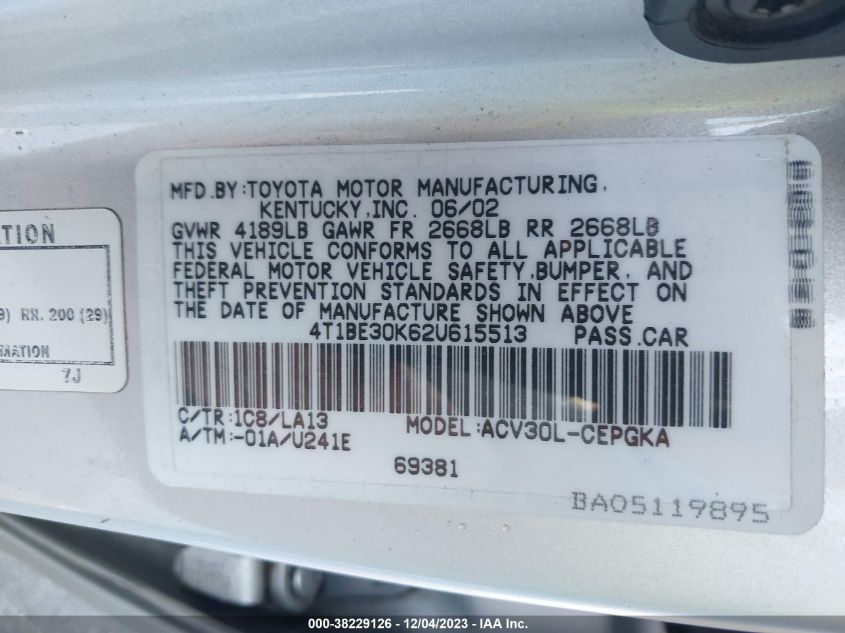 MFD.BY:TOYOTA MOTOR MANUFACTURING,
KENTUCKY,INC. 06/02
GVWR 4189LB GAWR FR 2668LB RR 2668LB
THIS VEHICLE CONFORMS TO ALL APPLICABLE
FEDERAL MOTOR VEHICLE SAFETY,BUMPER, AND
THEFT PREVENTION STANDARDS IN EFFECT ON
THE DATE OF MANUFACTURE SHOWN ABOVE
4T1BE30K62U615513 PASS.CAR
C/TR:1C8/LA13 MODEL:ACV30L-CEPGKA
A/TM:-01A/U241E
69381
BA05119895
TION
9) RR. 200 (29)
RMATION
7J
000-38229126 - 12/04/2023 - CA - 535